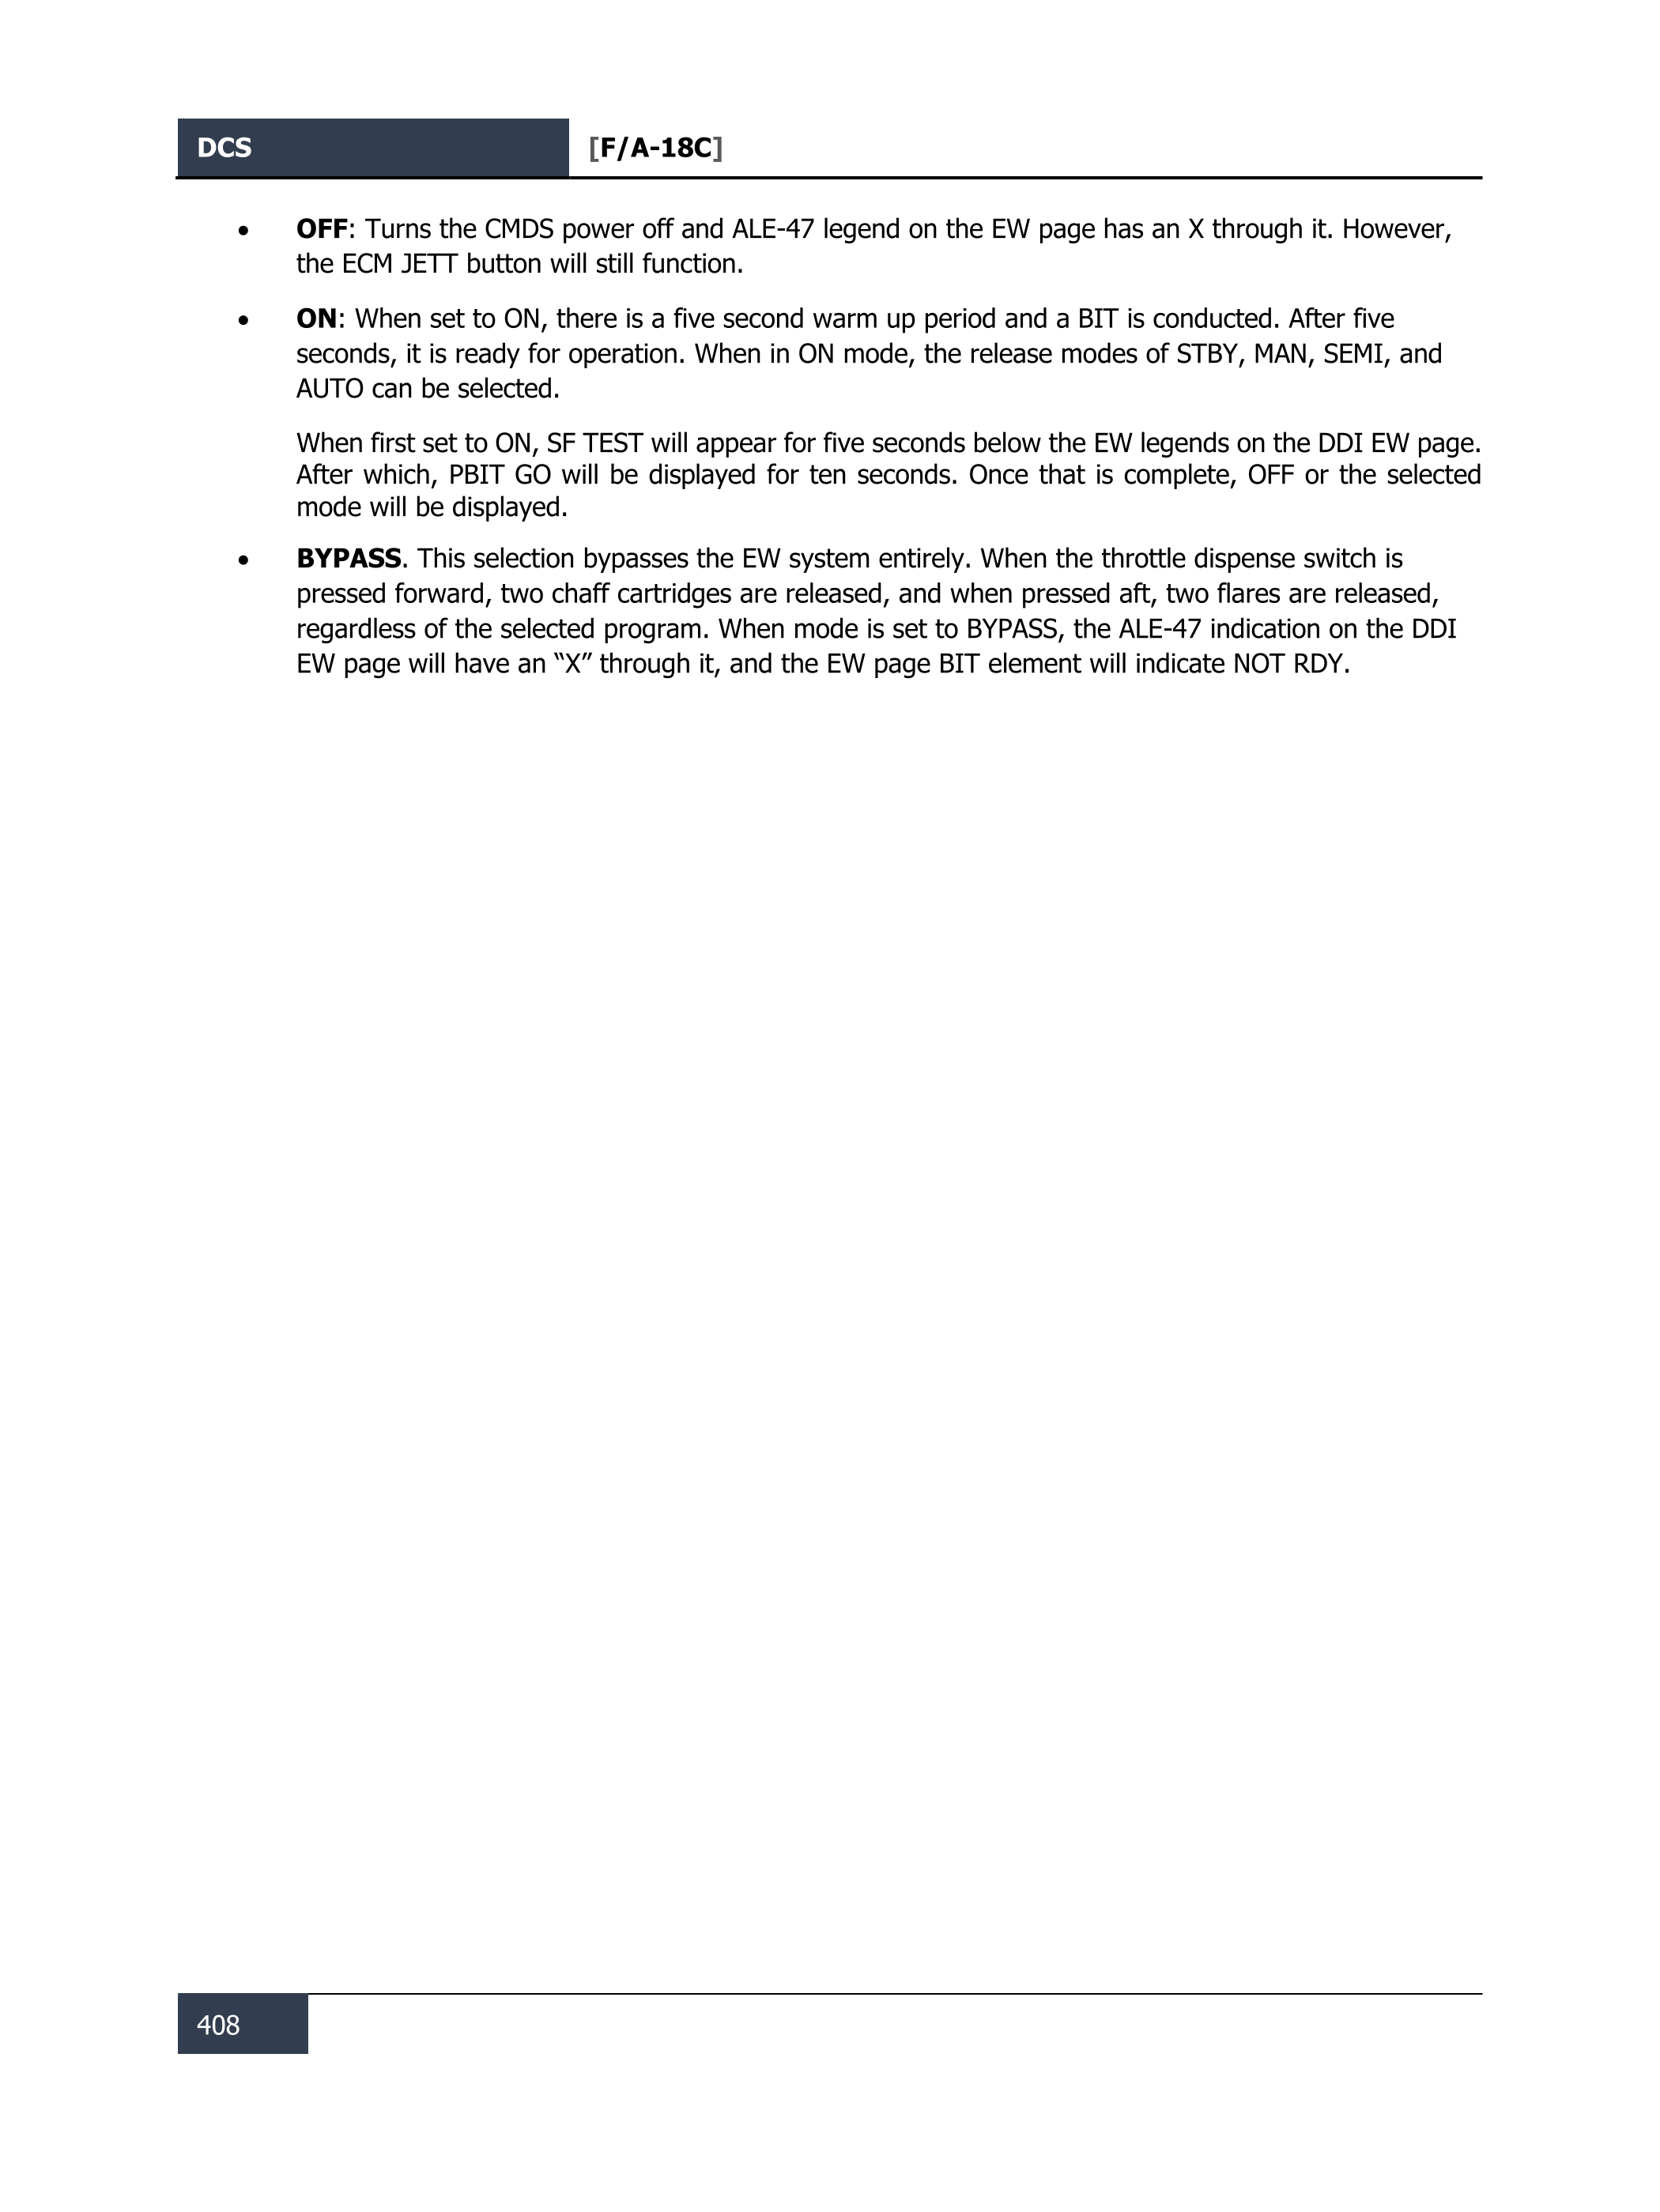 DCS [F/A-18C]
• OFF: Turns the CMDS power off and ALE-47 legend on the EW page has an X through it. However,
the ECM JETT button will still function.
• ON: When set to ON, there is a five second warm up period and a BIT is conducted. After five
seconds, it is ready for operation. When in ON mode, the release modes of STBY, MAN, SEMI, and
AUTO can be selected.
When first set to ON, SF TEST will appear for five seconds below the EW legends on the DDI EW page.
After which, PBIT GO will be displayed for ten seconds. Once that is complete, OFF or the selected
mode will be displayed.
• BYPASS. This selection bypasses the EW system entirely. When the throttle dispense switch is
pressed forward, two chaff cartridges are released, and when pressed aft, two flares are released,
regardless of the selected program. When mode is set to BYPASS, the ALE-47 indication on the DDI
EW page will have an “X” through it, and the EW page BIT element will indicate NOT RDY.
408